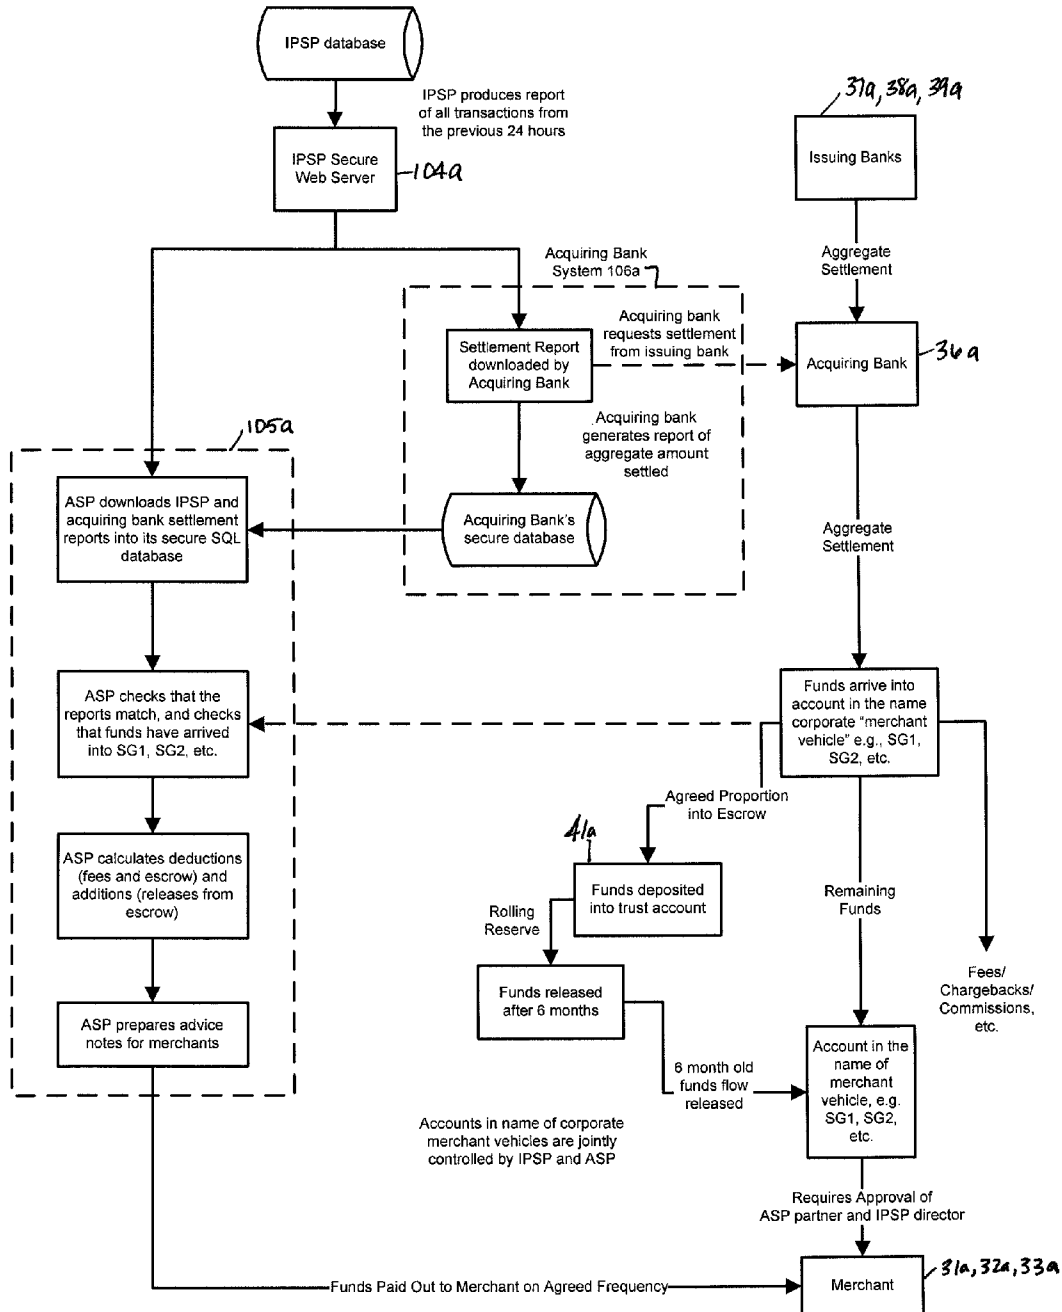 IPSP database
IPSP produces report
of all transactions from
the previous 24 hours
37a, 38a, 39a
IPSP Secure
Web Server
104a
Issuing Banks
Aggregate
Settlement
Acquiring Bank
System 106a
Acquiring bank
requests settlement
from issuing bank
Settlement Report
downloaded by
Acquiring Bank
Acquiring Bank
36a
Acquiring bank
generates report of
aggregate amount
settled
105a
ASP downloads IPSP and
acquiring bank settlement
reports into its secure SQL
database
Acquiring Bank's
secure database
Aggregate
Settlement
ASP checks that the
reports match, and checks
that funds have arrived
into SG1, SG2, etc.
Funds arrive into
account in the name
corporate "merchant
vehicle" e.g., SG1,
SG2, etc.
Agreed Proportion
into Escrow
41a
ASP calculates deductions
(fees and escrow) and
additions (releases from
escrow)
Funds deposited
into trust account
Remaining
Funds
Rolling
Reserve
Fees/
Chargebacks/
Commissions,
etc.
Funds released
after 6 months
ASP prepares advice
notes for merchants
Account in the
name of
merchant
vehicle, e.g.
SG1, SG2,
etc.
6 month old
funds flow
released
Accounts in name of corporate
merchant vehicles are jointly
controlled by IPSP and ASP
Requires Approval of
ASP partner and IPSP director
Funds Paid Out to Merchant on Agreed Frequency
Merchant
31a, 32a, 33a